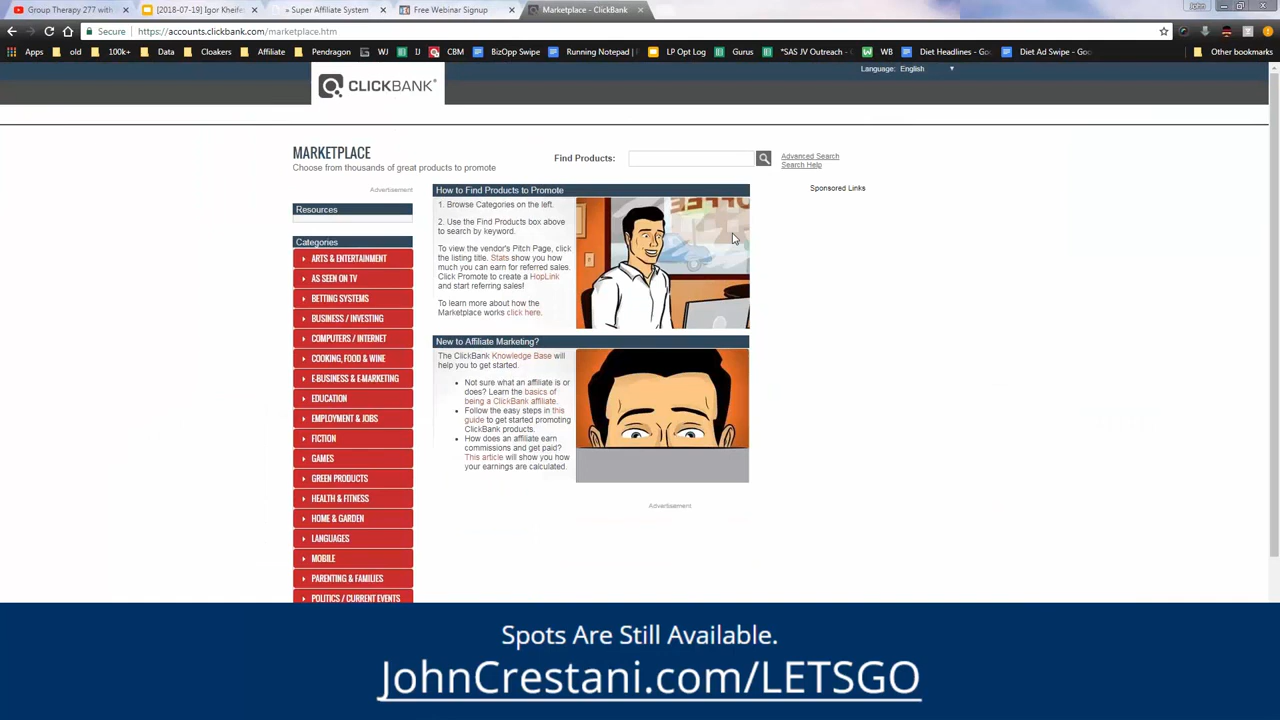 Group Therapy 277 with
[2018-07-19] Igor Kheife
» Super Affiliate System
Free Webinar Signup
Marketplace - ClickBank
John
Secure
https://accounts.clickbank.com/marketplace.htm
Apps
old
100k+
Data
Cloakers
Affiliate
Pendragon
WJ
IJ
CBM
BizOpp Swipe
Running Notepad
LP Opt Log
Gurus
*SAS JV Outreach -
WB
Diet Headlines - Go
Diet Ad Swipe - Goo
Other bookmarks
Language: English
CLICKBANK®
MARKETPLACE
Choose from thousands of great products to promote
Find Products:
Advanced Search
Search Help
Advertisement
Sponsored Links
Resources
Categories
ARTS & ENTERTAINMENT
AS SEEN ON TV
BETTING SYSTEMS
BUSINESS / INVESTING
COMPUTERS / INTERNET
COOKING, FOOD & WINE
E-BUSINESS & E-MARKETING
EDUCATION
EMPLOYMENT & JOBS
FICTION
GAMES
GREEN PRODUCTS
HEALTH & FITNESS
HOME & GARDEN
LANGUAGES
MOBILE
PARENTING & FAMILIES
POLITICS / CURRENT EVENTS
How to Find Products to Promote
1. Browse Categories on the left.
2. Use the Find Products box above
to search by keyword.
To view the vendor's Pitch Page, click
the listing title. Stats show you how
much you can earn for referred sales.
Click Promote to create a HopLink
and start referring sales!
To learn more about how the
Marketplace works click here.
New to Affiliate Marketing?
The ClickBank Knowledge Base will
help you to get started.
• Not sure what an affiliate is or
does? Learn the basics of
being a ClickBank affiliate.
• Follow the easy steps in this
guide to get started promoting
ClickBank products.
• How does an affiliate earn
commissions and get paid?
This article will show you how
your earnings are calculated.
Advertisement
Spots Are Still Available.
JohnCrestani.com/LETSGO